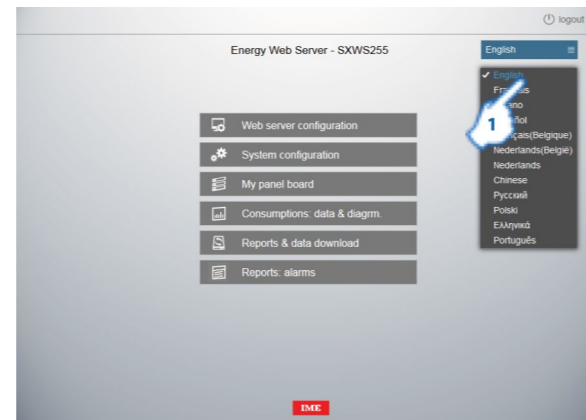 logout
Energy Web Server - SXWS255
English
English
Web server configuration
System configuration
My panel board
Consumptions: data & diagrm.
Reports & data download
Reports: alarms
1
Nederlands(België)
Nederlands
Chinese
Русский
Polski
Ελληνικά
Português
IME